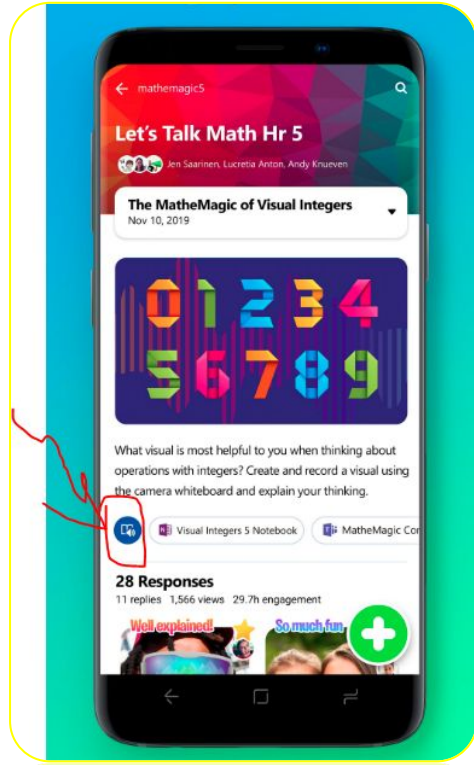 mathemagic5
Let's Talk Math Hr 5
Jen Saarinen, Lucretia Anton, Andy Knueven
The MatheMagic of Visual Integers
Nov 10, 2019
0 1 2 3 4
5 6 7 8 9
What visual is most helpful to you when thinking about
operations with integers? Create and record a visual using
the camera whiteboard and explain your thinking.
Visual Integers 5 Notebook
MatheMagic Cor
28 Responses
11 replies 1,566 views 29.7h engagement
Well explained!
So much fun